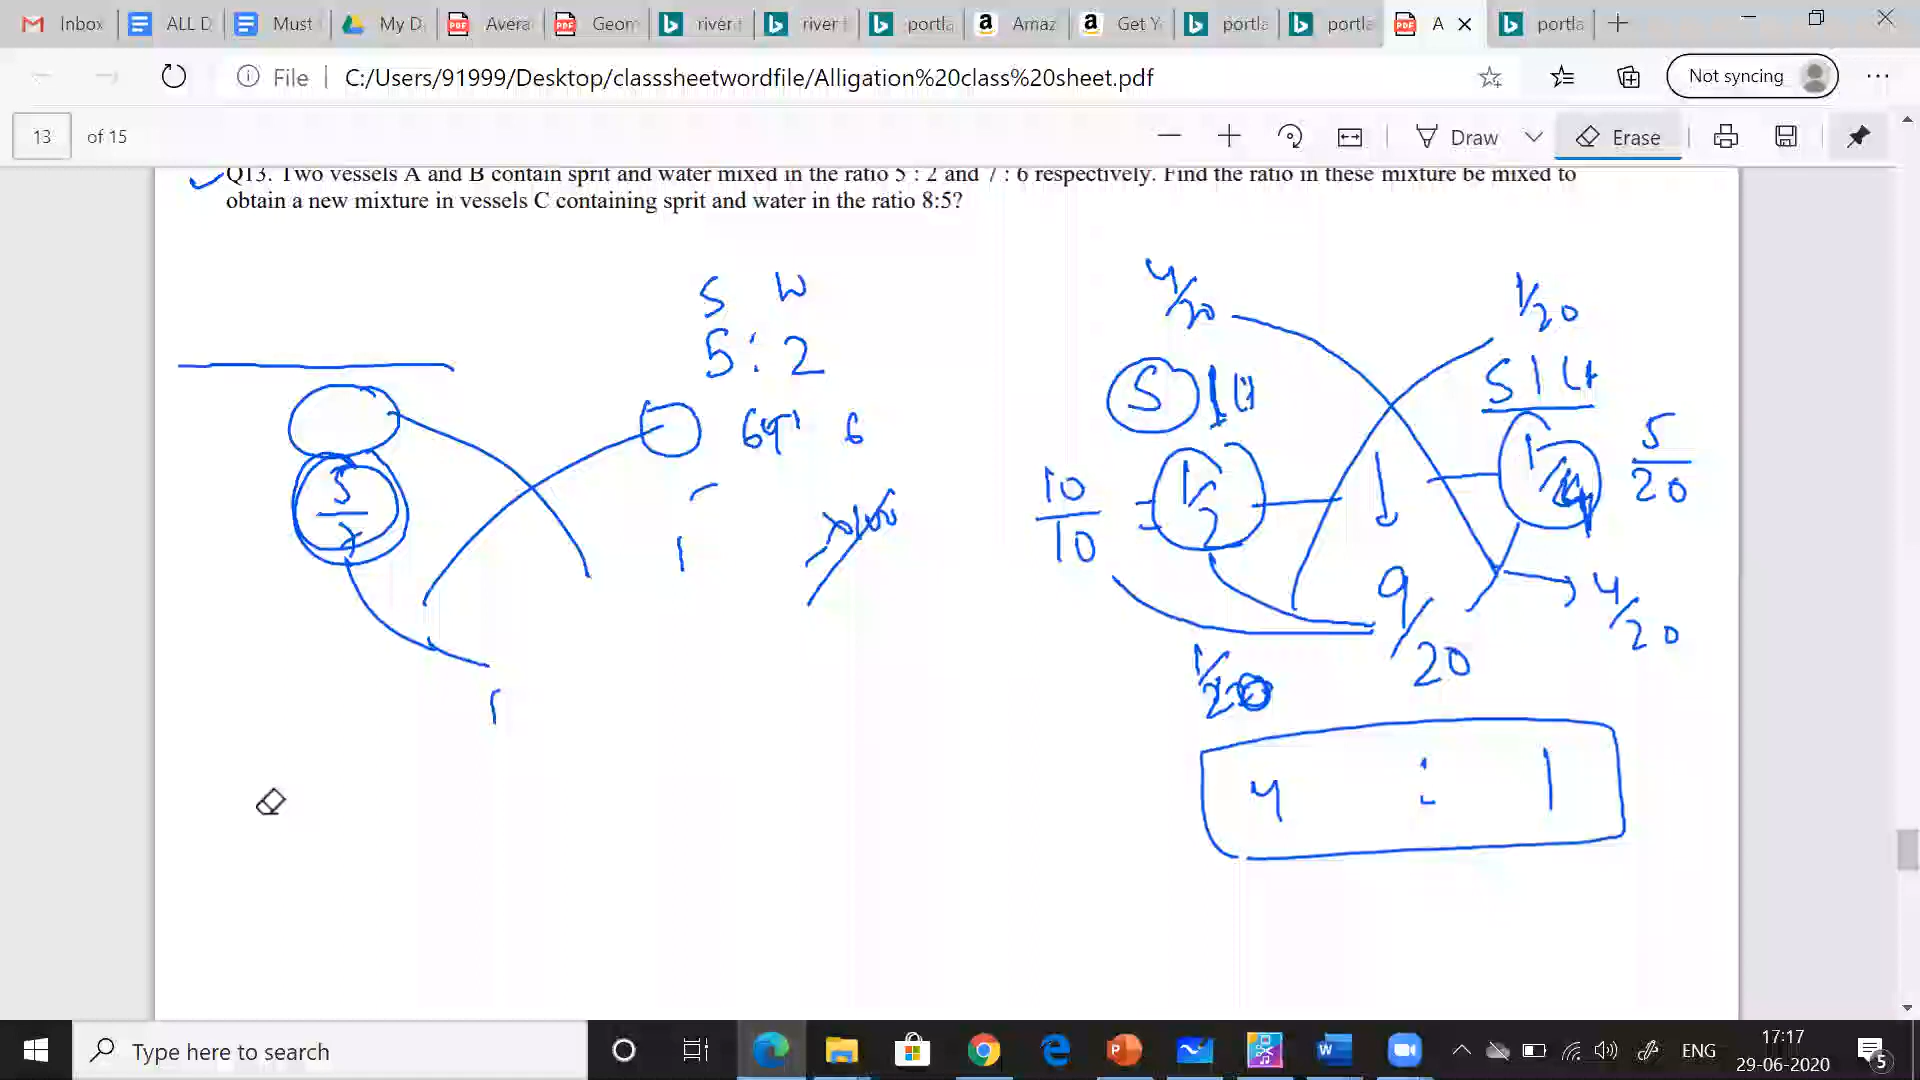 Inbox ALL D Must My D Avera Geom river river portla Amaz Get Y portla portle A portla
File C:/Users/91999/Desktop/classsheetwordfile/Alligation%20class%20sheet.pdf Not syncing
13 of 15 Draw Erase
Q13. Two vessels A and B contain sprit and water mixed in the ratio 5 : 2 and 7 : 6 respectively. Find the ratio in these mixture be mixed to
obtain a new mixture in vessels C containing sprit and water in the ratio 8:5?
S W
5 : 2
4/20
1/20
S
1/2
10/10
1/4
5/20
9/20
4/20
1/20
4 : 1
Type here to search
ENG
17:17
29-06-2020
5